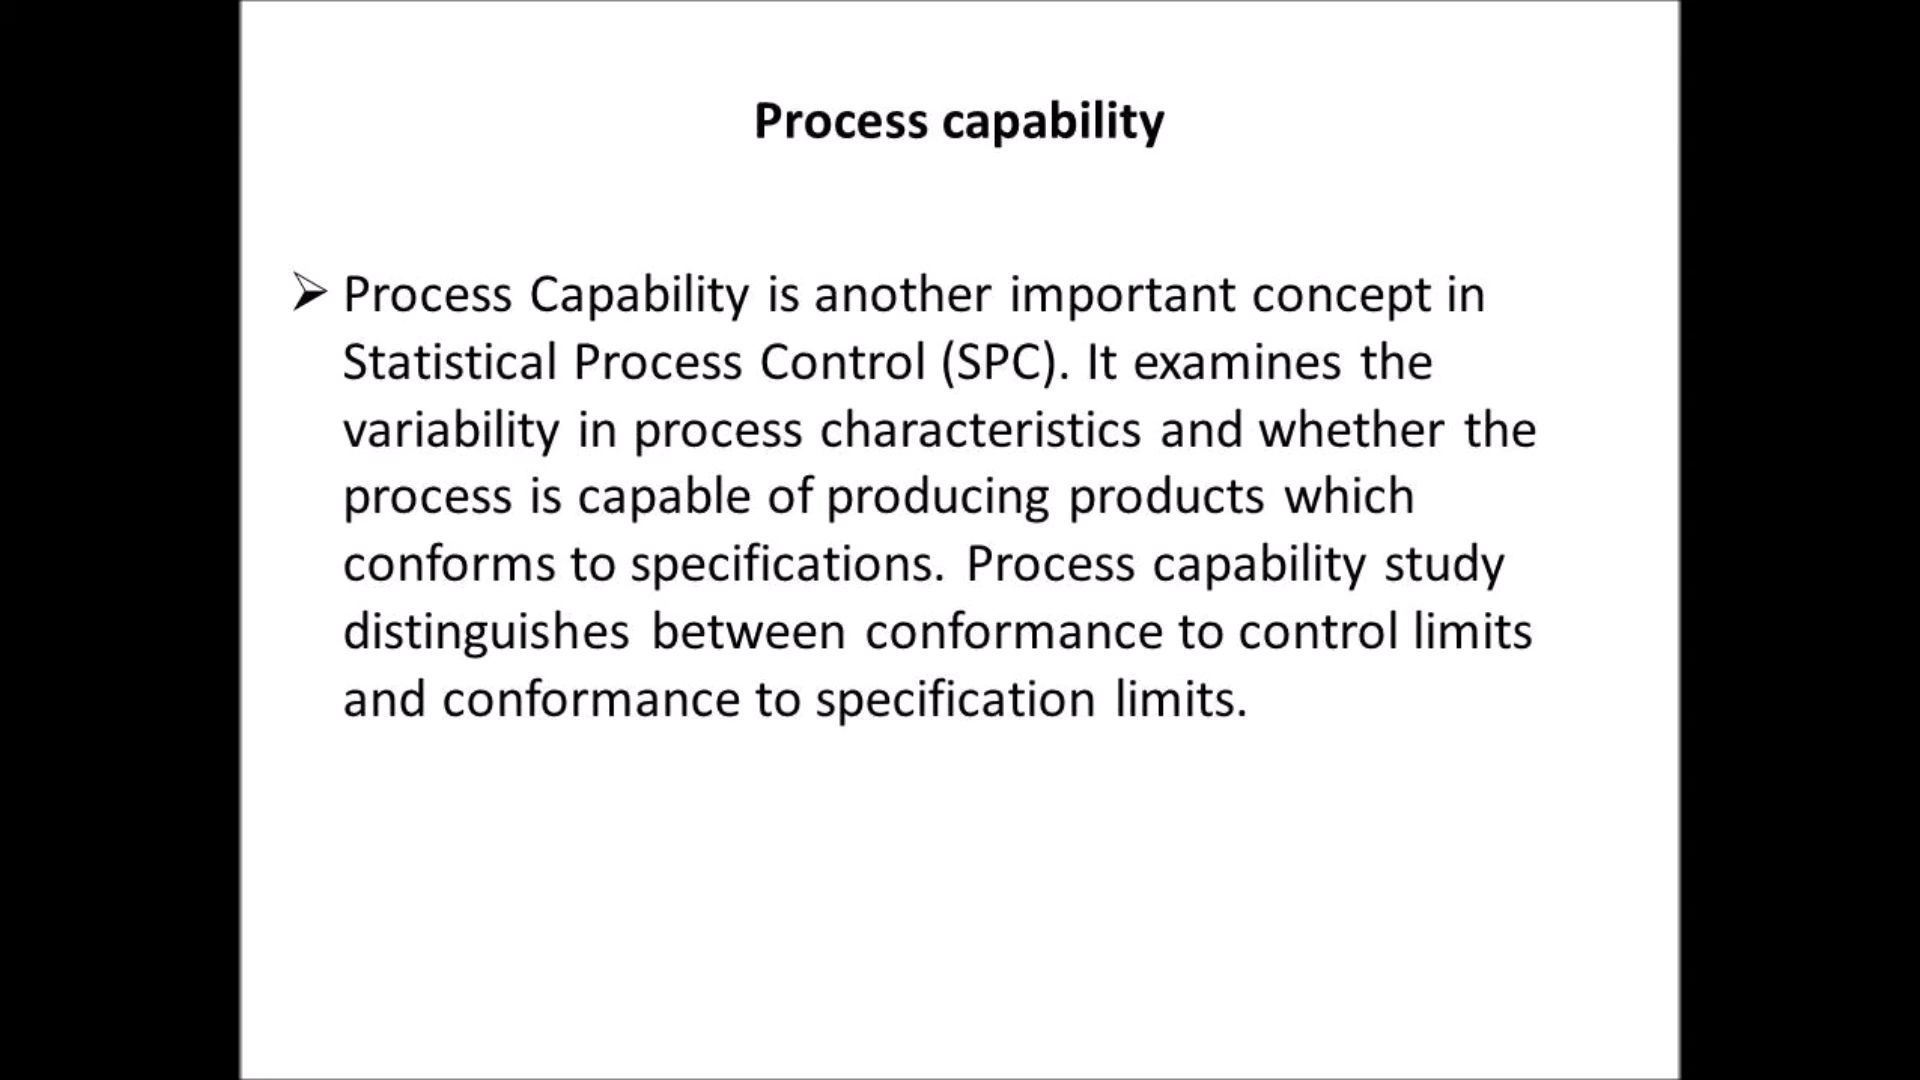 Process capability
➢ Process Capability is another important concept in
Statistical Process Control (SPC). It examines the
variability in process characteristics and whether the
process is capable of producing products which
conforms to specifications. Process capability study
distinguishes between conformance to control limits
and conformance to specification limits.